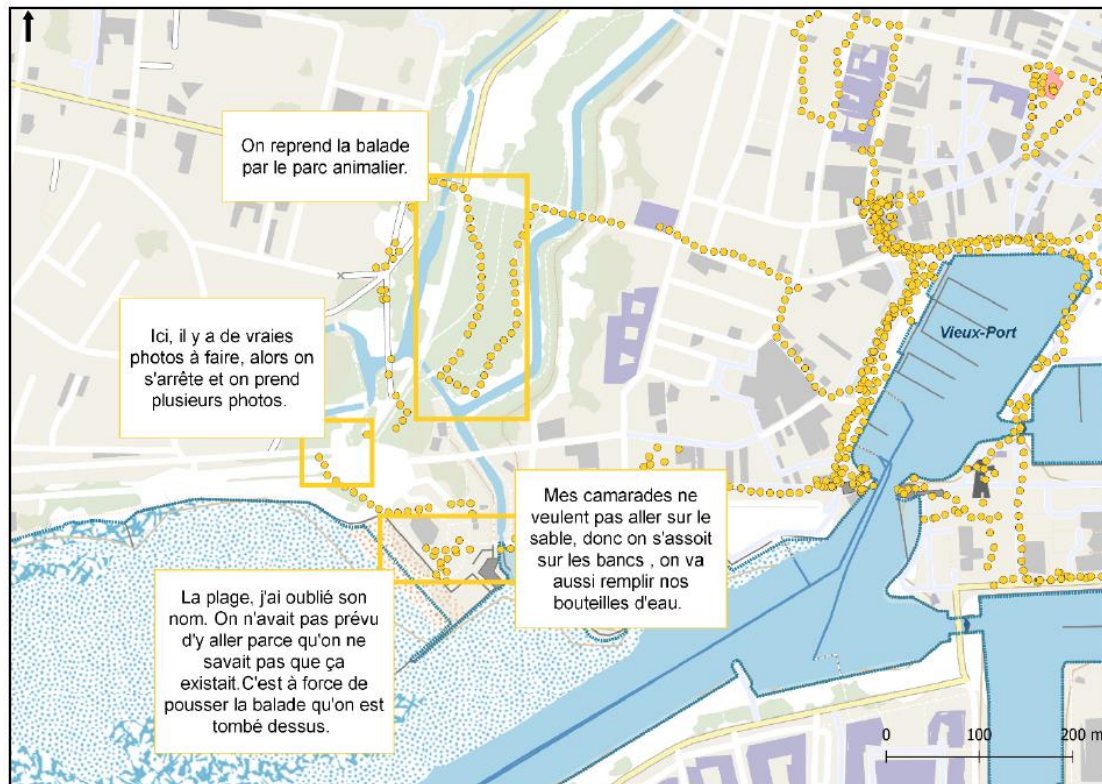 On reprend la balade
par le parc animalier.
Ici, il y a de vraies
photos à faire, alors on
s'arrête et on prend
plusieurs photos.
Vieux-Port
Mes camarades ne
veulent pas aller sur le
sable, donc on s'assoit
sur les bancs , on va
aussi remplir nos
bouteilles d'eau.
La plage, j'ai oublié son
nom. On n'avait pas prévu
d'y aller parce qu'on ne
savait pas que ça
existait.C'est à force de
pousser la balade qu'on est
tombé dessus.
0 100 200 m